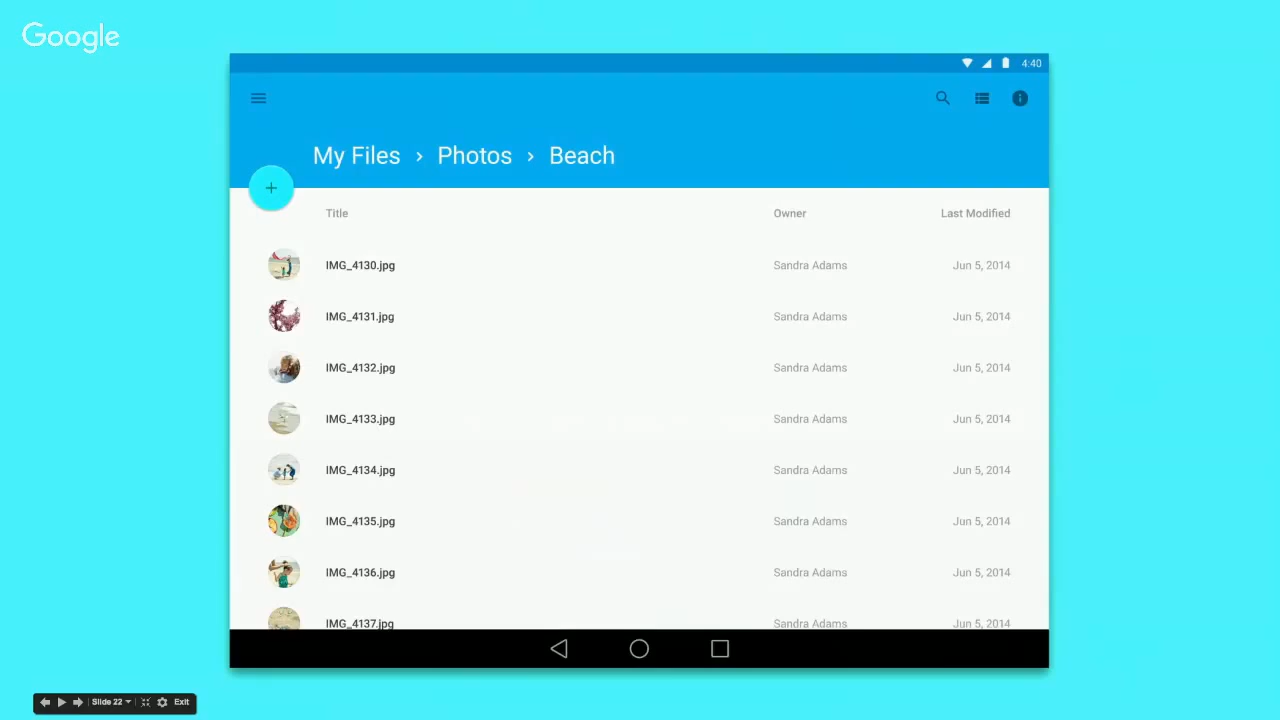 Google
4:40
My Files > Photos > Beach
+
Title Owner Last Modified
IMG_4130.jpg Sandra Adams Jun 5, 2014
IMG_4131.jpg Sandra Adams Jun 5, 2014
IMG_4132.jpg Sandra Adams Jun 5, 2014
IMG_4133.jpg Sandra Adams Jun 5, 2014
IMG_4134.jpg Sandra Adams Jun 5, 2014
IMG_4135.jpg Sandra Adams Jun 5, 2014
IMG_4136.jpg Sandra Adams Jun 5, 2014
IMG_4137.jpg Sandra Adams Jun 5, 2014
Slide 22 Exit